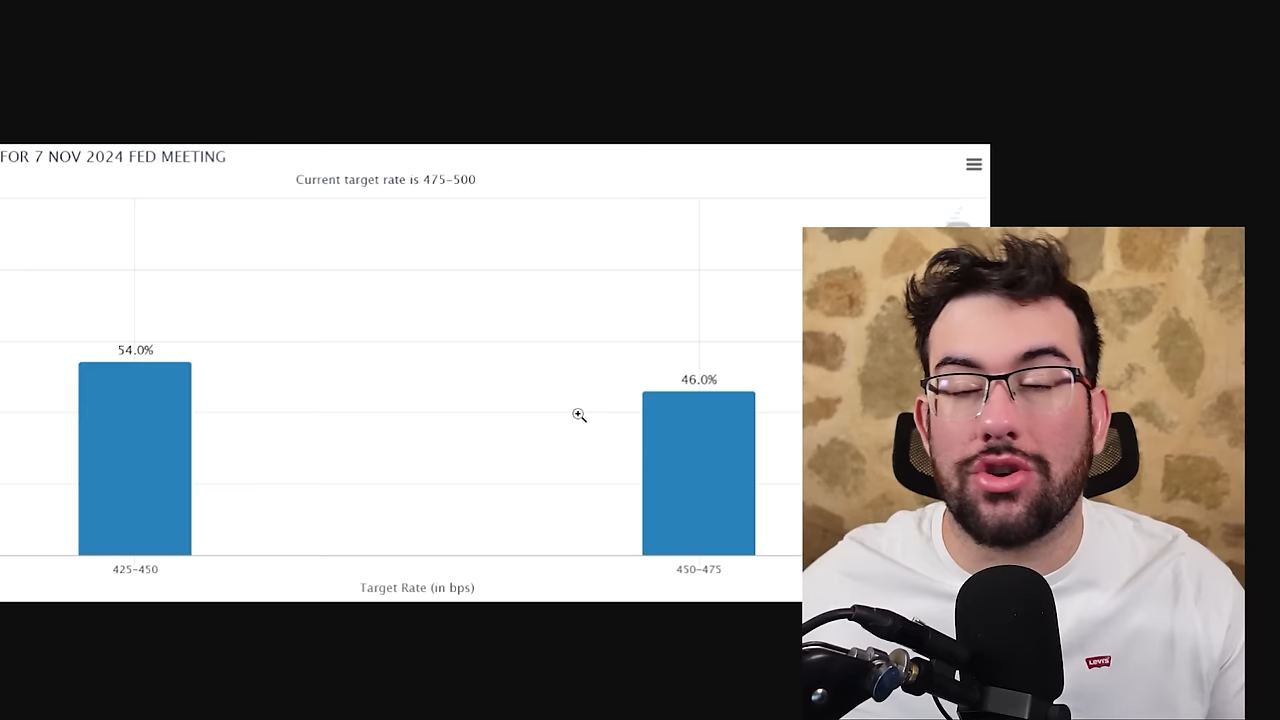 FOR 7 NOV 2024 FED MEETING
Current target rate is 475-500
54.0%
46.0%
425-450
450-475
Target Rate (in bps)
Levi's